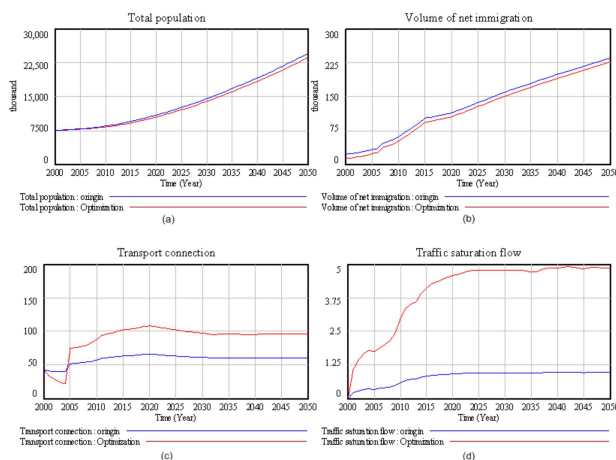 Total population
30,000
22,500
15,000
7500
0
thousand
2000 2005 2010 2015 2020 2025 2030 2035 2040 2045 2050
Time (Year)
Total population : oringin
Total population : Optimization
(a)
Volume of net immigration
300
225
150
75
0
thousand
2000 2005 2010 2015 2020 2025 2030 2035 2040 2045 2050
Time (Year)
Volume of net immigration : oringin
Volume of net immigration : Optimization
(b)
Transport connection
200
150
100
50
0
2000 2005 2010 2015 2020 2025 2030 2035 2040 2045 2050
Time (Year)
Transport connection : oringin
Transport connection : Optimization
(c)
Traffic saturation flow
5
3.75
2.5
1.25
0
2000 2005 2010 2015 2020 2025 2030 2035 2040 2045 2050
Time (Year)
Traffic saturation flow : oringin
Traffic saturation flow : Optimization
(d)